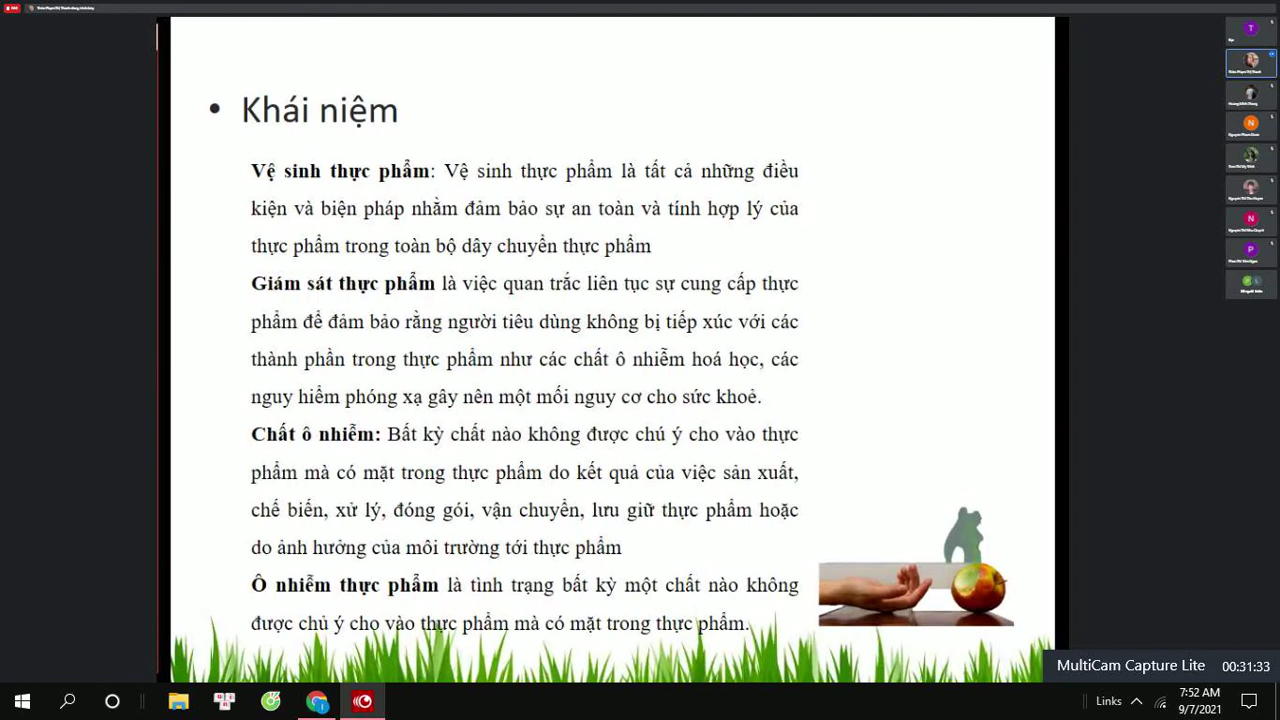 • Khái niệm
Vệ sinh thực phẩm: Vệ sinh thực phẩm là tất cả những điều
kiện và biện pháp nhằm đảm bảo sự an toàn và tính hợp lý của
thực phẩm trong toàn bộ dây chuyền thực phẩm
Giám sát thực phẩm là việc quan trắc liên tục sự cung cấp thực
phẩm để đảm bảo rằng người tiêu dùng không bị tiếp xúc với các
thành phần trong thực phẩm như các chất ô nhiễm hoá học, các
nguy hiểm phóng xạ gây nên một mối nguy cơ cho sức khoẻ.
Chất ô nhiễm: Bất kỳ chất nào không được chú ý cho vào thực
phẩm mà có mặt trong thực phẩm do kết quả của việc sản xuất,
chế biến, xử lý, đóng gói, vận chuyển, lưu giữ thực phẩm hoặc
do ảnh hưởng của môi trường tới thực phẩm
Ô nhiễm thực phẩm là tình trạng bất kỳ một chất nào không
được chủ ý cho vào thực phẩm mà có mặt trong thực phẩm.
T
N
N
P
MultiCam Capture Lite 00:31:33
Links
7:52 AM
9/7/2021